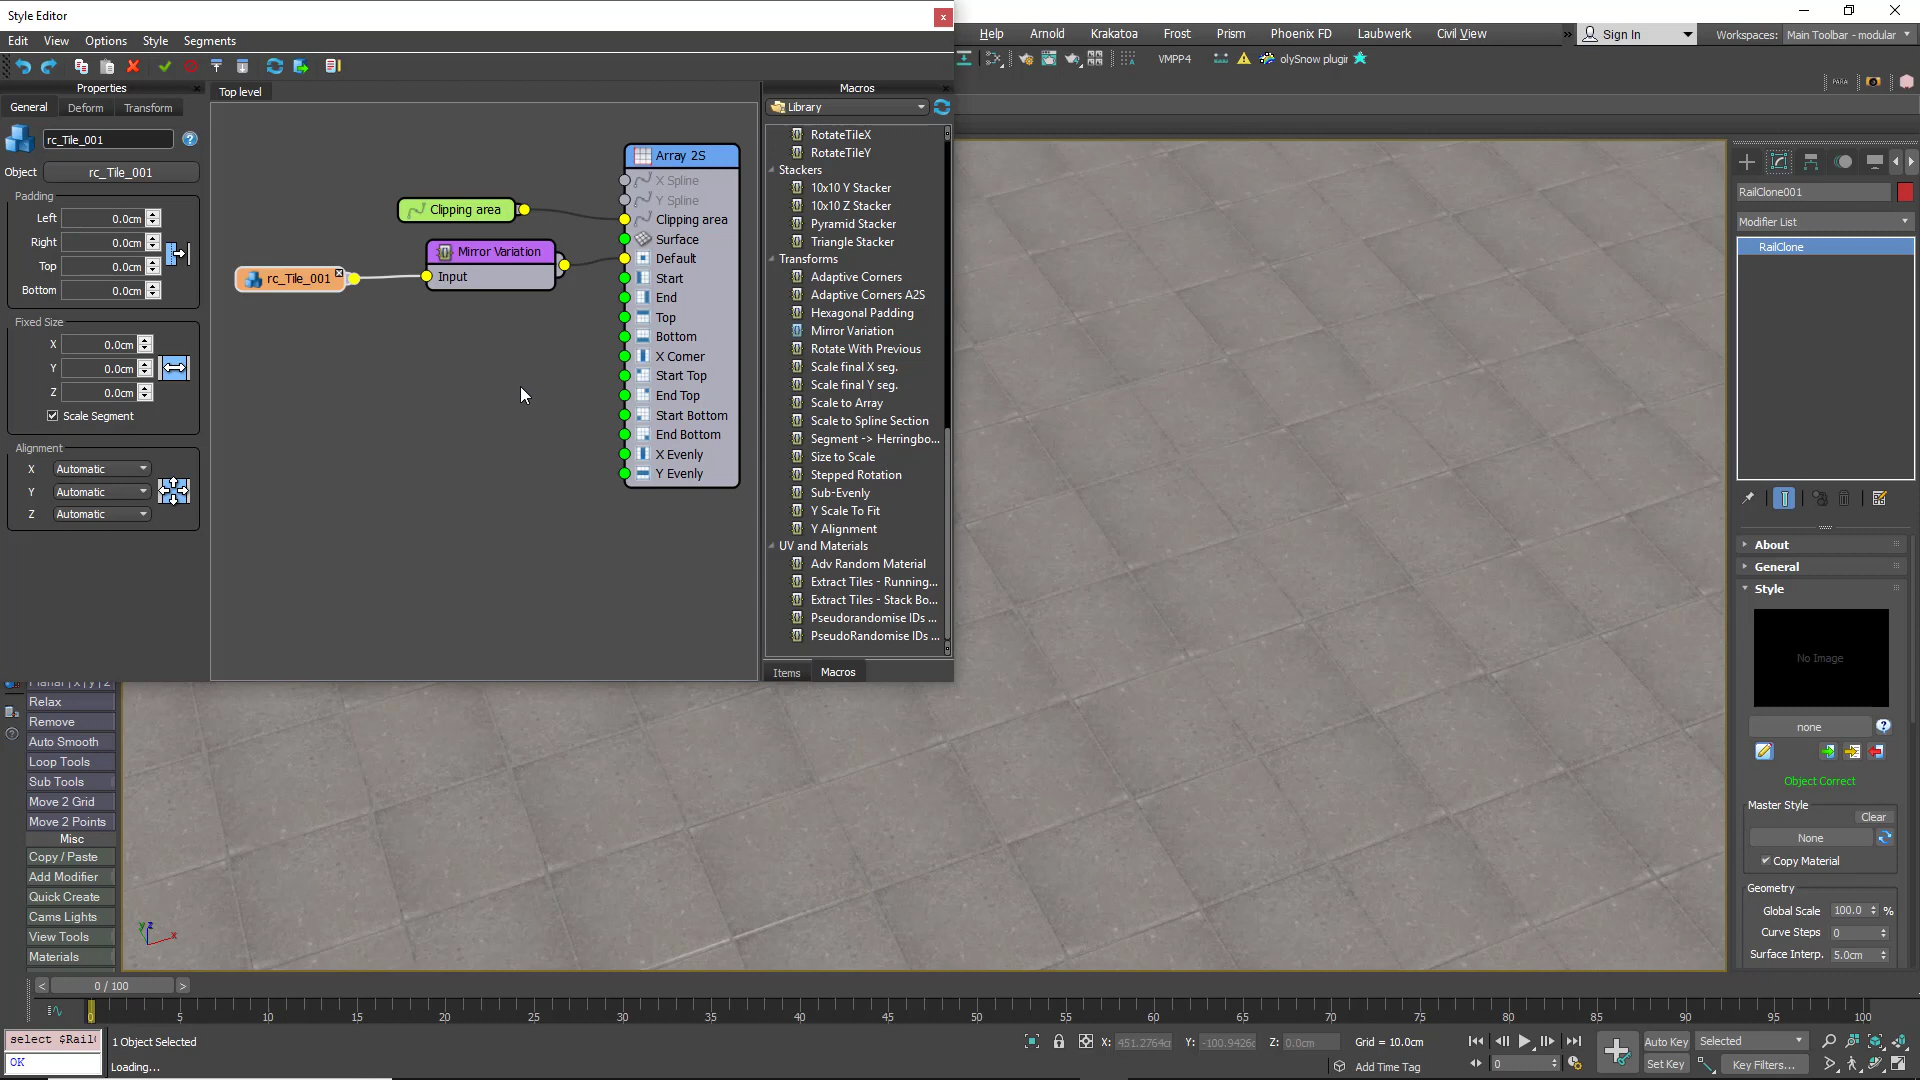 Style Editor
x
Edit View Options Style Segments
Help Arnold Krakatoa Frost Prism Phoenix FD Laubwerk Civil View
Sign In
Workspaces: Main Toolbar - modular
VMPP4
olySnow plugir
PARA
Properties
General Deform Transform
rc_Tile_001
Object rc_Tile_001
Padding
Left 0.0cm
Right 0.0cm
Top 0.0cm
Bottom 0.0cm
Fixed Size
X 0.0cm
Y 0.0cm
Z 0.0cm
Scale Segment
Alignment
X Automatic
Y Automatic
Z Automatic
Top level
Clipping area
Mirror Variation
Input
rc_Tile_001
Array 2S
X Spline
Y Spline
Clipping area
Surface
Default
Start
End
Top
Bottom
X Corner
Start Top
End Top
Start Bottom
End Bottom
X Evenly
Y Evenly
Macros
Library
RotateTileX
RotateTileY
Stackers
10x10 Y Stacker
10x10 Z Stacker
Pyramid Stacker
Triangle Stacker
Transforms
Adaptive Corners
Adaptive Corners A2S
Hexagonal Padding
Mirror Variation
Rotate With Previous
Scale final X seg.
Scale final Y seg.
Scale to Array
Scale to Spline Section
Segment -> Herringbo...
Size to Scale
Stepped Rotation
Sub-Evenly
Y Scale To Fit
Y Alignment
UV and Materials
Adv Random Material
Extract Tiles - Running...
Extract Tiles - Stack Bo...
Pseudorandomise IDs ...
PseudoRandomise IDs ...
Items Macros
RailClone001
Modifier List
RailClone
About
General
Style
No Image
none
Object Correct
Master Style
Clear
None
Copy Material
Geometry
Global Scale 100.0 %
Curve Steps 0
Surface Interp. 5.0cm
Planar | x | y | z
Relax
Remove
Auto Smooth
Loop Tools
Sub Tools
Move 2 Grid
Move 2 Points
Misc
Copy / Paste
Add Modifier
Quick Create
Cams Lights
View Tools
Materials
z
x
< 0 / 100 >
0 5 10 15 20 25 30 35 40 45 50 55 60 65 70 75 80 85 90 95 100
select $Rail(
OK
1 Object Selected
Loading...
X: 451.2764c Y: -100.9426c Z: 0.0cm
Grid = 10.0cm
Add Time Tag
0
Auto Key Selected
Set Key Key Filters...